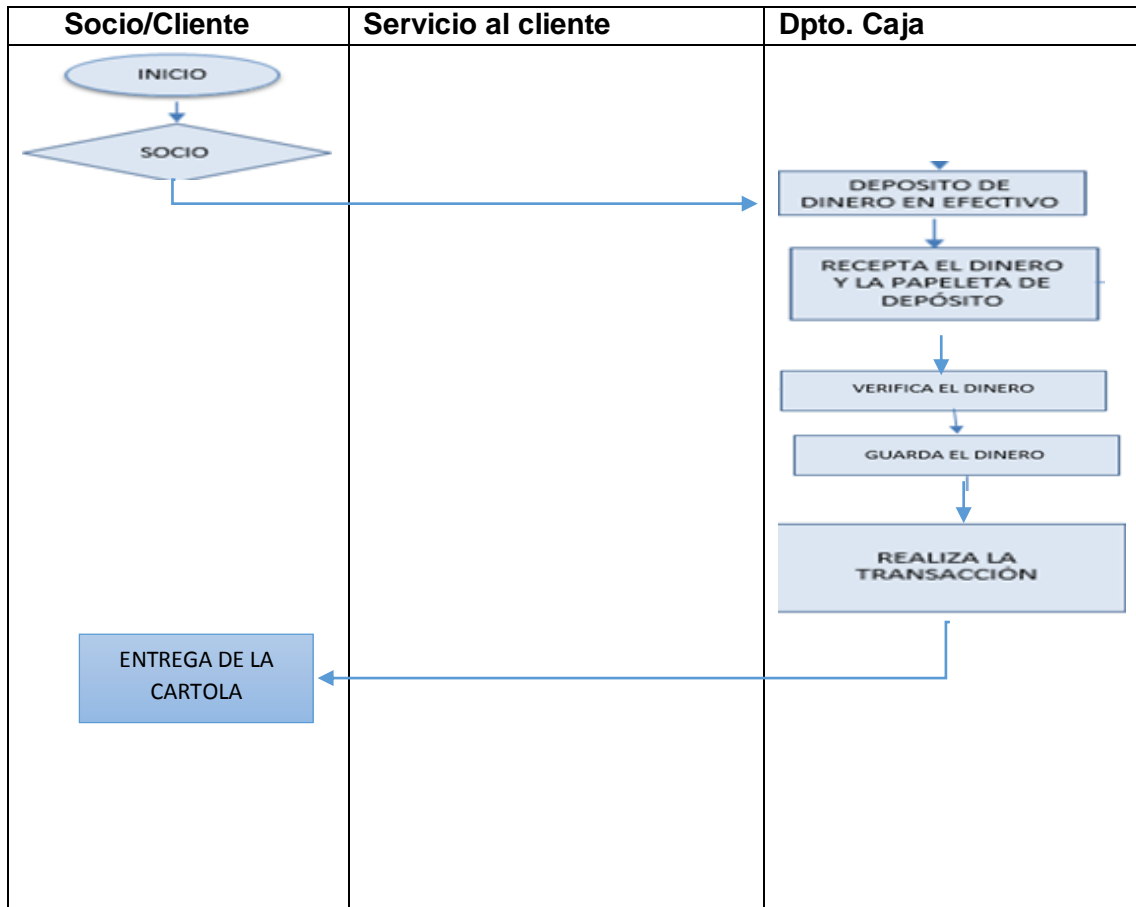 Socio/Cliente
Servicio al cliente
Dpto. Caja
INICIO
SOCIO
DEPOSITO DE
DINERO EN EFECTIVO
RECEPTA EL DINERO
Y LA PAPELETA DE
DEPÓSITO
VERIFICA EL DINERO
GUARDA EL DINERO
REALIZA LA
TRANSACCIÓN
ENTREGA DE LA
CARTOLA